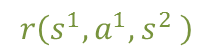 r(s¹, a¹, s²)